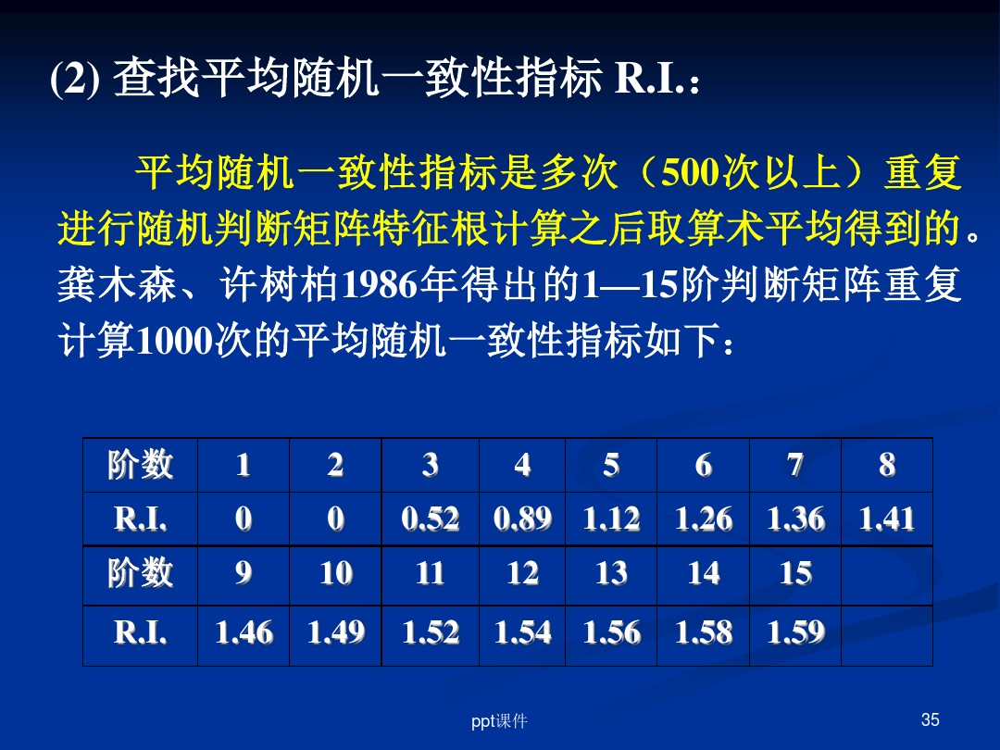 (2) 查找平均随机一致性指标 R.I.：
平均随机一致性指标是多次（500次以上）重复
进行随机判断矩阵特征根计算之后取算术平均得到的。
龚木森、许树柏1986年得出的1—15阶判断矩阵重复
计算1000次的平均随机一致性指标如下：
阶数 1 2 3 4 5 6 7 8
R.I. 0 0 0.52 0.89 1.12 1.26 1.36 1.41
阶数 9 10 11 12 13 14 15
R.I. 1.46 1.49 1.52 1.54 1.56 1.58 1.59
ppt课件 35